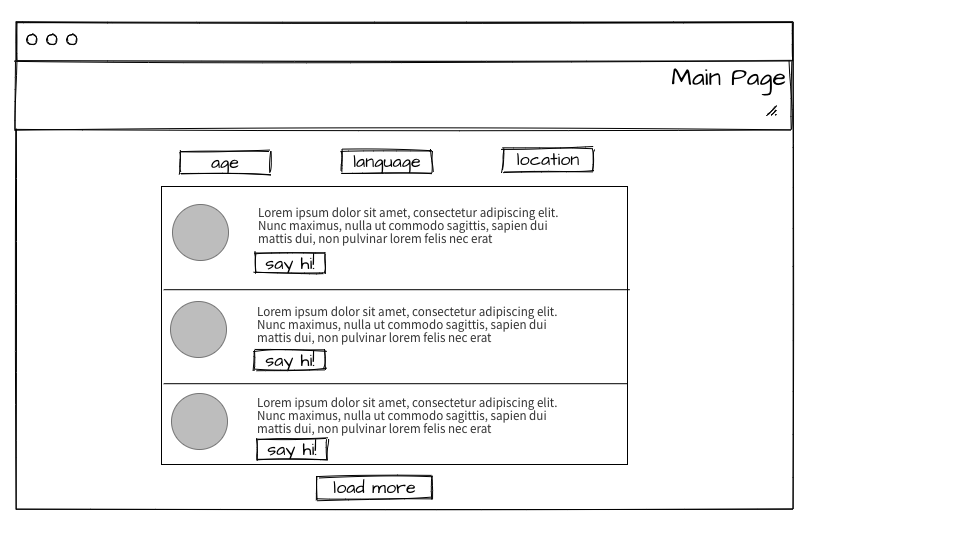 Main Page
age
language
location
Lorem ipsum dolor sit amet, consectetur adipiscing elit.
Nunc maximus, nulla ut commodo sagittis, sapien dui
mattis dui, non pulvinar lorem felis nec erat
say hi!
Lorem ipsum dolor sit amet, consectetur adipiscing elit.
Nunc maximus, nulla ut commodo sagittis, sapien dui
mattis dui, non pulvinar lorem felis nec erat
say hi!
Lorem ipsum dolor sit amet, consectetur adipiscing elit.
Nunc maximus, nulla ut commodo sagittis, sapien dui
mattis dui, non pulvinar lorem felis nec erat
say hi!
load more